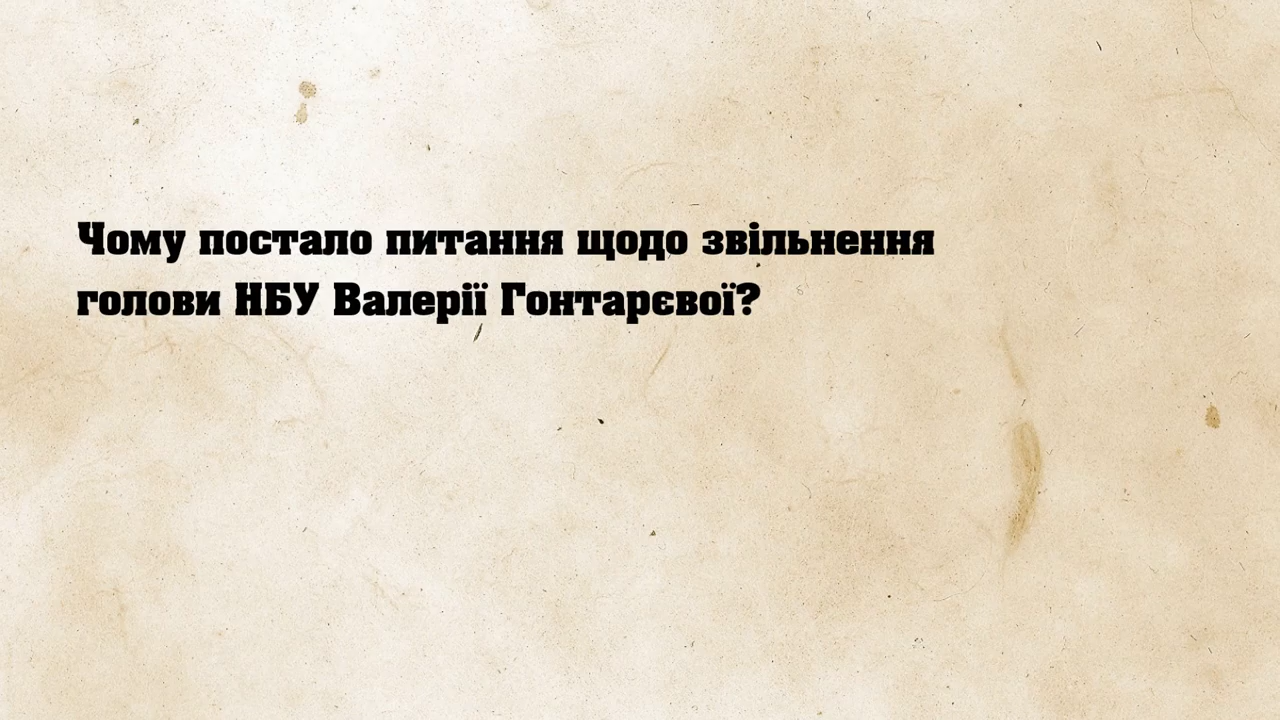 Чому постало питання щодо звільнення
голови НБУ Валерії Гонтарєвої?